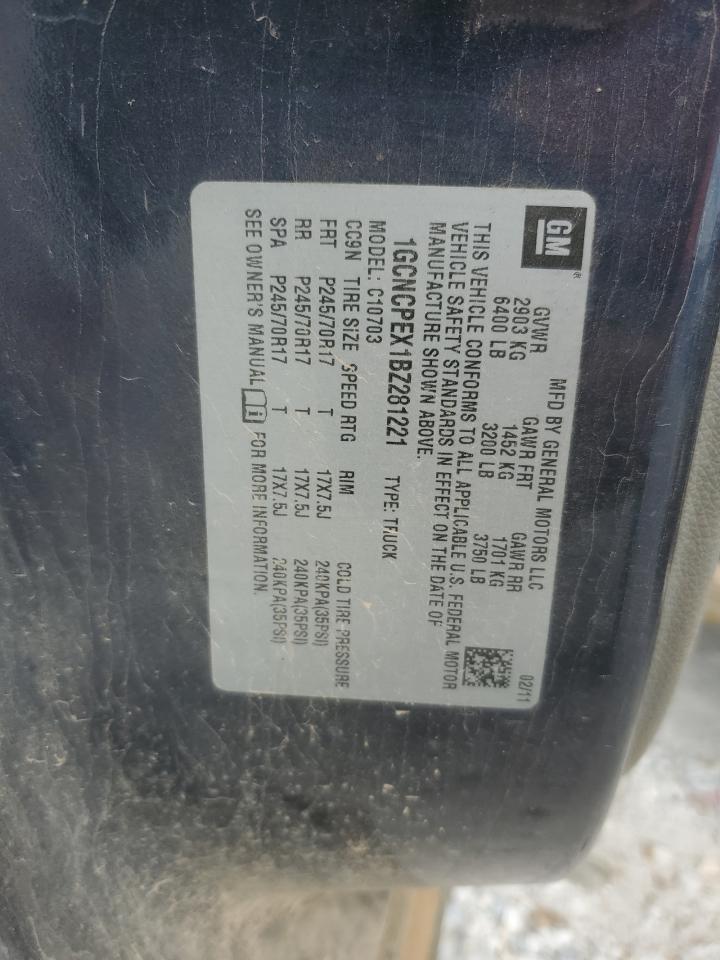 GM
MFD BY GENERAL MOTORS LLC 02/11
GVWR GAWR FRT GAWR RR
2903 KG 1452 KG 1701 KG
6400 LB 3200 LB 3750 LB
THIS VEHICLE CONFORMS TO ALL APPLICABLE U.S. FEDERAL MOTOR
VEHICLE SAFETY STANDARDS IN EFFECT ON THE DATE OF
MANUFACTURE SHOWN ABOVE.
1GCNCPEX1BZ281221 TYPE: TRUCK
MODEL: C10703
CC9N TIRE SIZE SPEED RTG RIM COLD TIRE PRESSURE
FRT P245/70R17 T 17X7.5J 240KPA(35PSI)
RR P245/70R17 T 17X7.5J 240KPA(35PSI)
SPA P245/70R17 T 17X7.5J 240KPA(35PSI)
SEE OWNER'S MANUAL i FOR MORE INFORMATION.